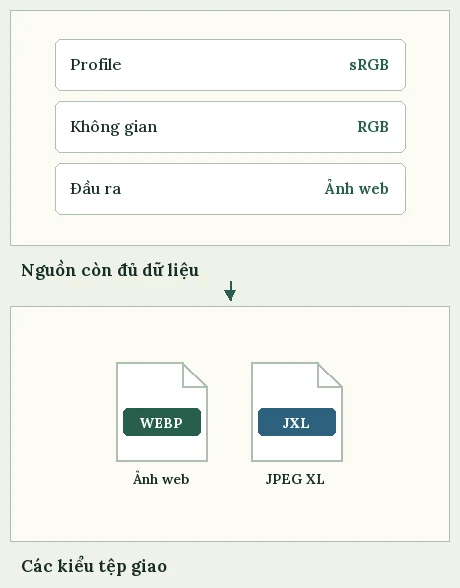 Profile sRGB
Không gian RGB
Đầu ra Ảnh web
Nguồn còn đủ dữ liệu
WEBP JXL
Ảnh web JPEG XL
Các kiểu tệp giao